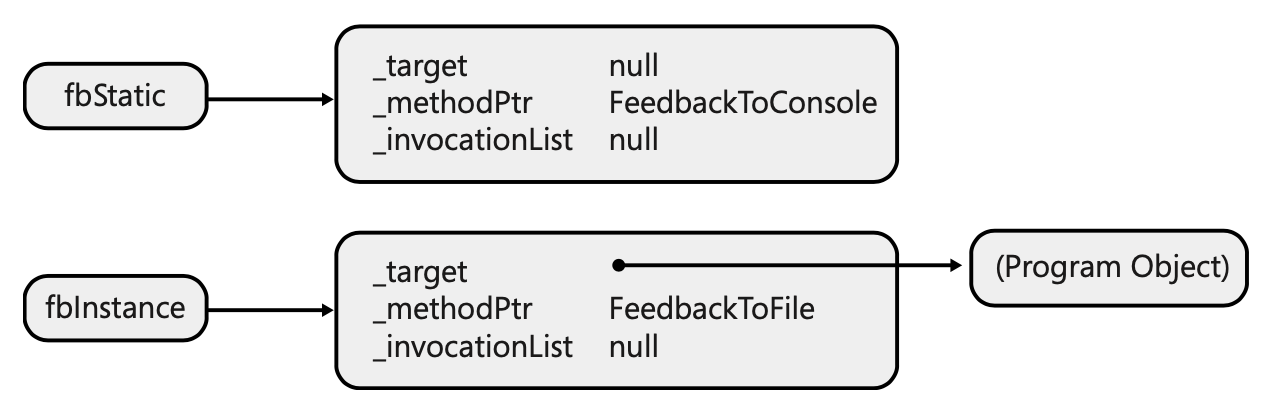 fbStatic
_target null
_methodPtr FeedbackToConsole
_invocationList null
fbInstance
_target
_methodPtr FeedbackToFile
_invocationList null
(Program Object)